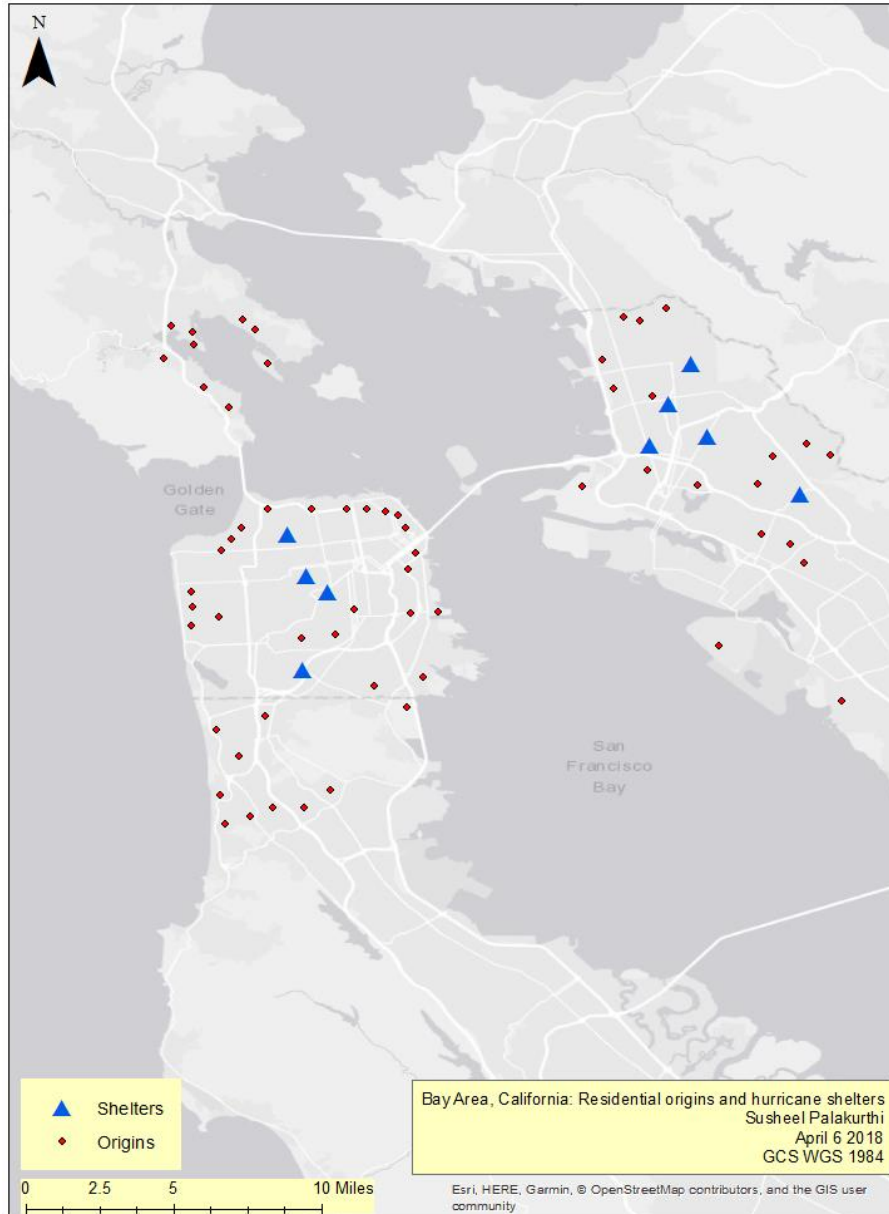 N
Golden
Gate
San
Francisco
Bay
Shelters
Origins
Bay Area, California: Residential origins and hurricane shelters
Susheel Palakurthi
April 6 2018
GCS WGS 1984
0 2.5 5 10 Miles
Esri, HERE, Garmin, © OpenStreetMap contributors, and the GIS user
community